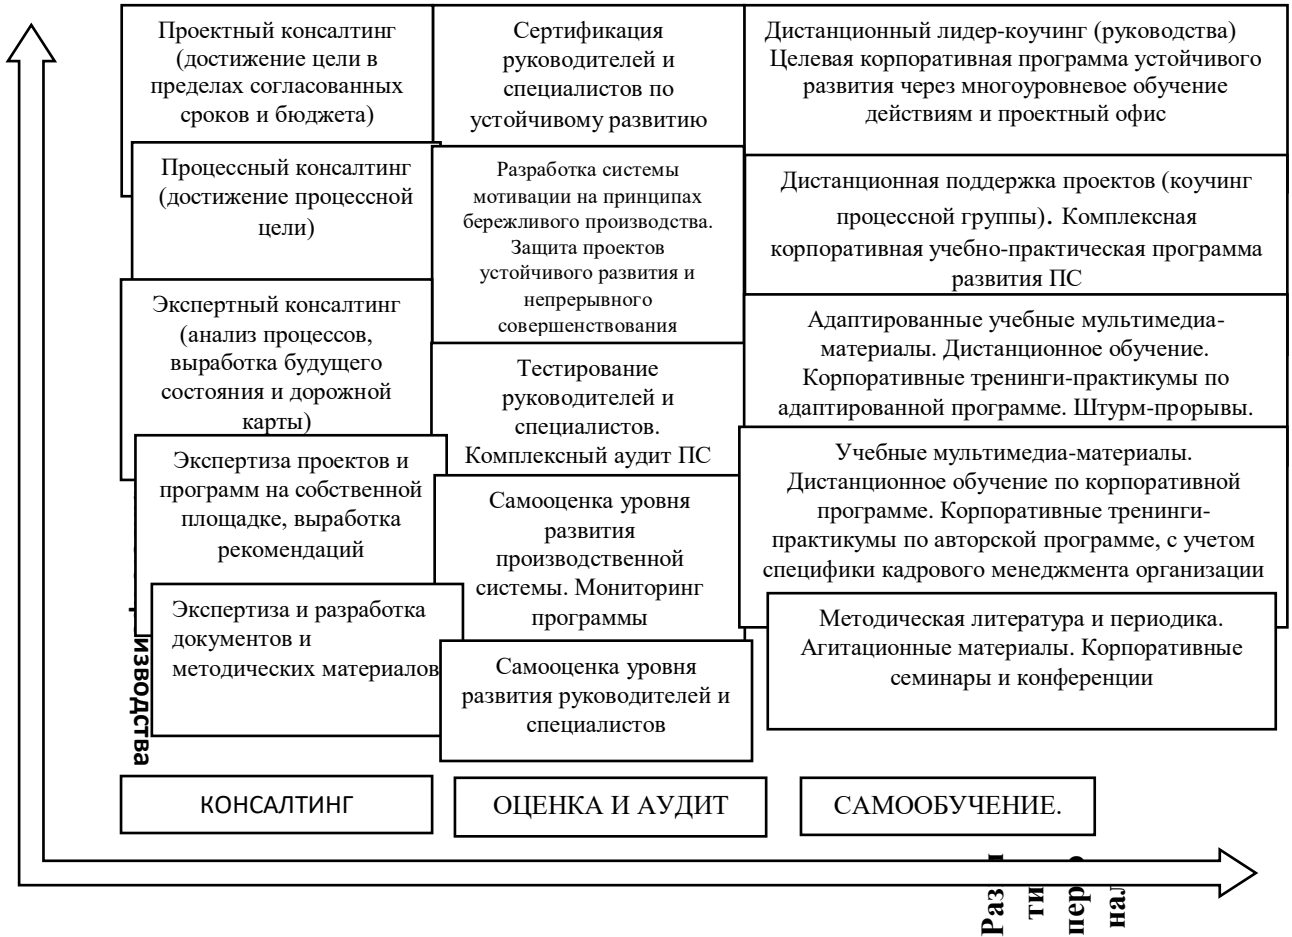 Проектный консалтинг
(достижение цели в
пределах согласованных
сроков и бюджета)
Процессный консалтинг
(достижение процессной
цели)
Экспертный консалтинг
(анализ процессов,
выработка будущего
состояния и дорожной
карты)
Экспертиза проектов и
программ на собственной
площадке, выработка
рекомендаций
Экспертиза и разработка
документов и
методических материалов
изводства
Сертификация
руководителей и
специалистов по
устойчивому развитию
Разработка системы
мотивации на принципах
бережливого производства.
Защита проектов
устойчивого развития и
непрерывного
совершенствования
Тестирование
руководителей и
специалистов.
Комплексный аудит ПС
Самооценка уровня
развития
производственной
системы. Мониторинг
программы
Самооценка уровня
развития руководителей и
специалистов
Дистанционный лидер-коучинг (руководства)
Целевая корпоративная программа устойчивого
развития через многоуровневое обучение
действиям и проектный офис
Дистанционная поддержка проектов (коучинг
процессной группы). Комплексная
корпоративная учебно-практическая программа
развития ПС
Адаптированные учебные мультимедиа-
материалы. Дистанционное обучение.
Корпоративные тренинги-практикумы по
адаптированной программе. Штурм-прорывы.
Учебные мультимедиа-материалы.
Дистанционное обучение по корпоративной
программе. Корпоративные тренинги-
практикумы по авторской программе, с учетом
специфики кадрового менеджмента организации
Методическая литература и периодика.
Агитационные материалы. Корпоративные
семинары и конференции
КОНСАЛТИНГ
ОЦЕНКА И АУДИТ
САМООБУЧЕНИЕ.
Раз
ти
пер
нал